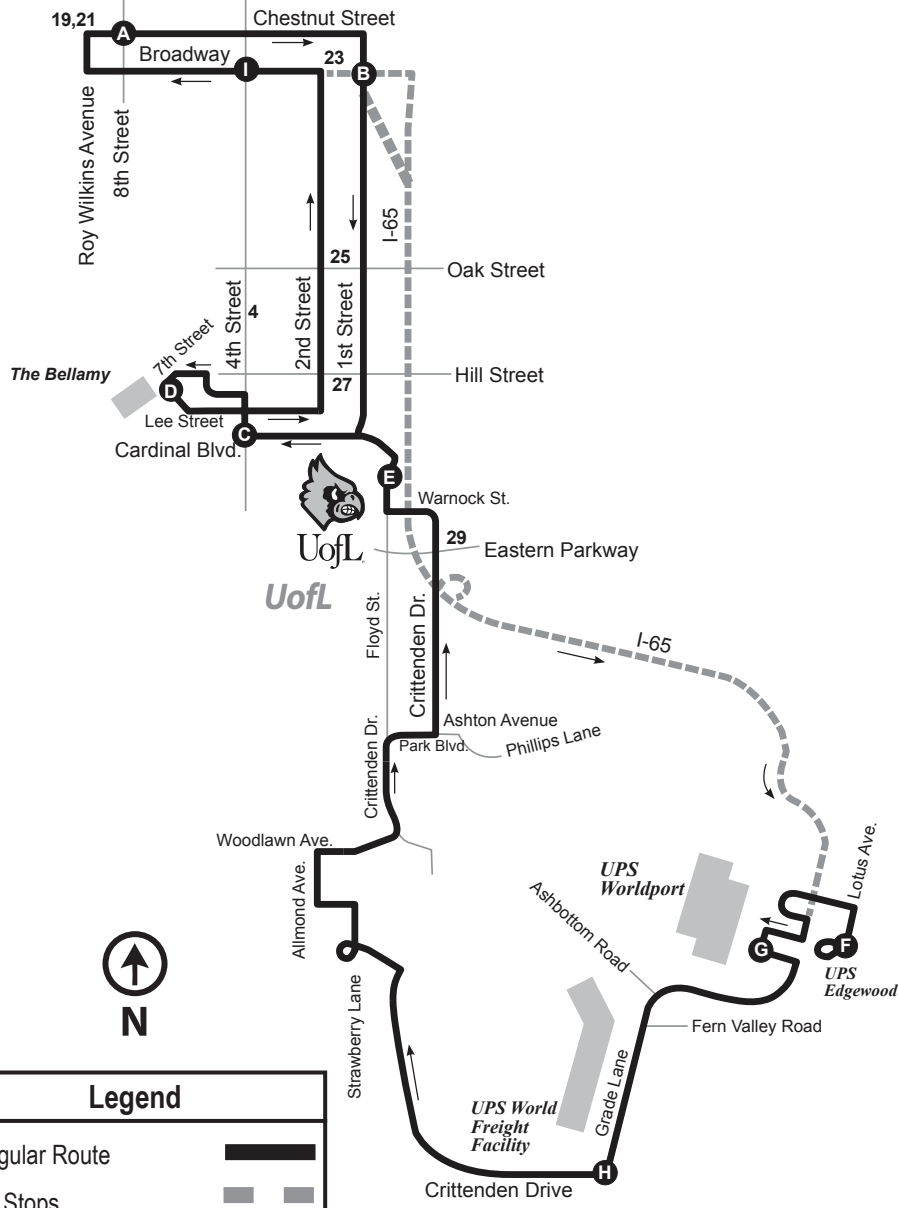 19,21
A
Chestnut Street
Broadway
I
23
B
Roy Wilkins Avenue
8th Street
I-65
25
Oak Street
4th Street
4
2nd Street
1st Street
7th Street
The Bellamy
D
Hill Street
27
Lee Street
C
Cardinal Blvd.
E
Warnock St.
UofL
29
Eastern Parkway
UofL
Floyd St.
Crittenden Dr.
I-65
Ashton Avenue
Park Blvd.
Phillips Lane
Crittenden Dr.
Woodlawn Ave.
Allmond Ave.
UPS
Worldport
Lotus Ave.
Ashbottom Road
G
F
UPS
Edgewood
N
Strawberry Lane
Fern Valley Road
Grade Lane
UPS World
Freight
Facility
H
Crittenden Drive
Legend
gular Route
Stops